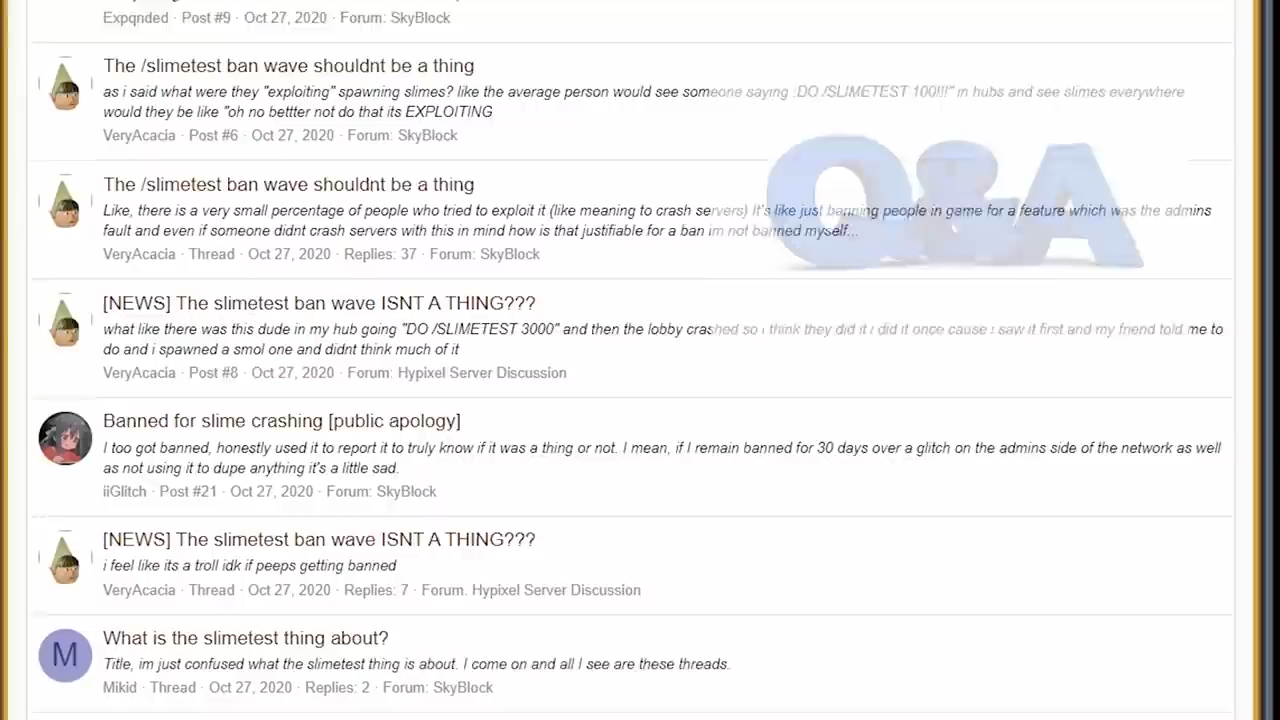 Expqnded · Post #9 · Oct 27, 2020 · Forum: SkyBlock
The /slimetest ban wave shouldnt be a thing
as i said what were they "exploiting" spawning slimes? like the average person would see someone saying :DO /SLIMETEST 100!!!" in hubs and see slimes everywhere
would they be like "oh no bettter not do that its EXPLOITING
VeryAcacia · Post #6 · Oct 27, 2020 · Forum: SkyBlock
Q&A
The /slimetest ban wave shouldnt be a thing
Like, there is a very small percentage of people who tried to exploit it (like meaning to crash servers) It's like just banning people in game for a feature which was the admins
fault and even if someone didnt crash servers with this in mind how is that justifiable for a ban im not banned myself...
VeryAcacia · Thread · Oct 27, 2020 · Replies: 37 · Forum: SkyBlock
[NEWS] The slimetest ban wave ISNT A THING???
what like there was this dude in my hub going "DO /SLIMETEST 3000" and then the lobby crashed so i think they did it i did it once cause i saw it first and my friend told me to
do and i spawned a smol one and didnt think much of it
VeryAcacia · Post #8 · Oct 27, 2020 · Forum: Hypixel Server Discussion
Banned for slime crashing [public apology]
I too got banned, honestly used it to report it to truly know if it was a thing or not. I mean, if I remain banned for 30 days over a glitch on the admins side of the network as well
as not using it to dupe anything it's a little sad.
iiGlitch · Post #21 · Oct 27, 2020 · Forum: SkyBlock
[NEWS] The slimetest ban wave ISNT A THING???
i feel like its a troll idk if peeps getting banned
VeryAcacia · Thread · Oct 27, 2020 · Replies: 7 · Forum: Hypixel Server Discussion
M
What is the slimetest thing about?
Title, im just confused what the slimetest thing is about. I come on and all I see are these threads.
Mikid · Thread · Oct 27, 2020 · Replies: 2 · Forum: SkyBlock